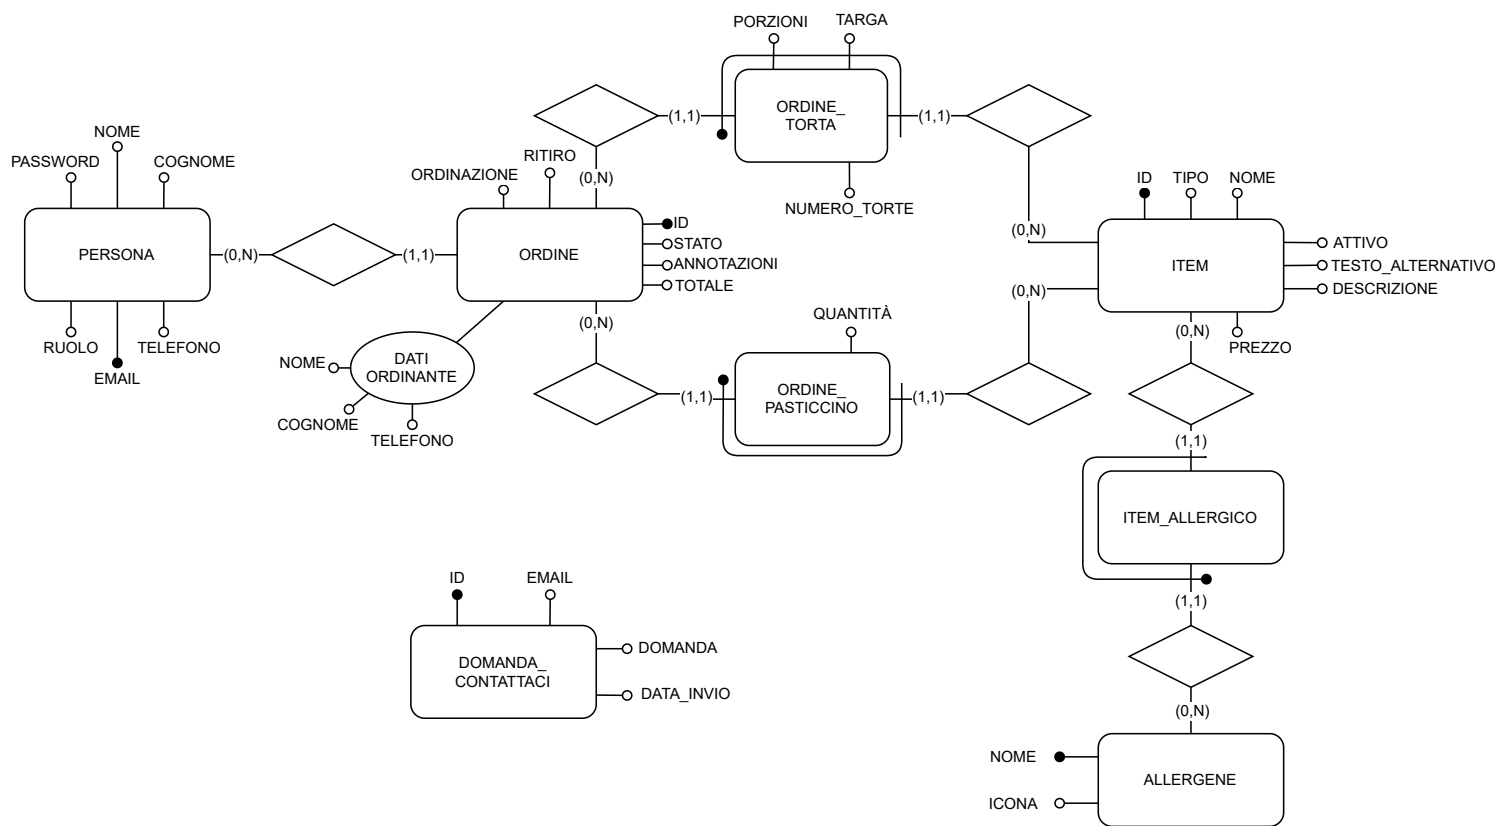 PORZIONI
TARGA
ORDINE_
TORTA
(1,1)
(1,1)
NUMERO_TORTE
NOME
PASSWORD
COGNOME
PERSONA
RUOLO
TELEFONO
EMAIL
(0,N)
(1,1)
ORDINAZIONE
RITIRO
(0,N)
ORDINE
ID
STATO
ANNOTAZIONI
TOTALE
(0,N)
DATI
ORDINANTE
NOME
COGNOME
TELEFONO
QUANTITÀ
(1,1)
ORDINE_
PASTICCINO
(1,1)
ID
TIPO
NOME
(0,N)
ITEM
ATTIVO
TESTO_ALTERNATIVO
DESCRIZIONE
(0,N)
(0,N)
PREZZO
(1,1)
ITEM_ALLERGICO
(1,1)
(0,N)
NOME
ICONA
ALLERGENE
ID
EMAIL
DOMANDA_
CONTATTACI
DOMANDA
DATA_INVIO